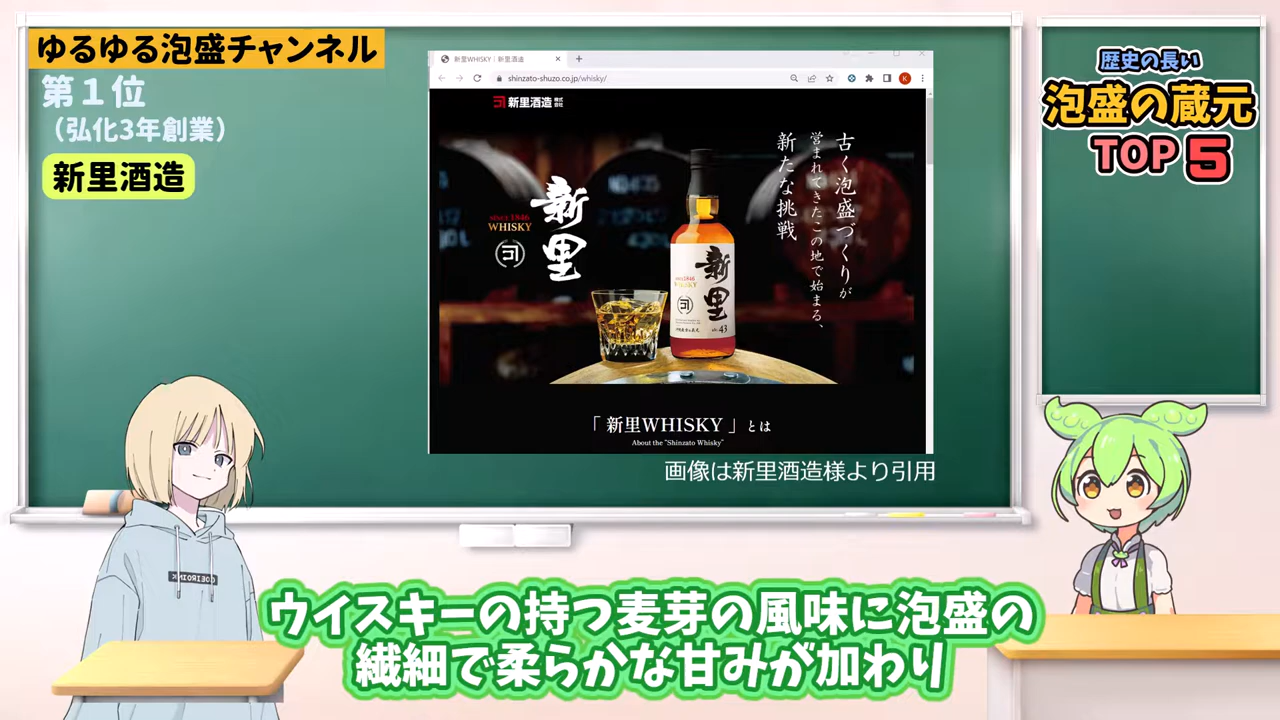 ゆるゆる泡盛チャンネル
第1位
（弘化3年創業）
新里酒造
歴史の長い
泡盛の蔵元
TOP5
新里WHISKY｜新里酒造
shinzato-shuzo.co.jp/whisky/
K
新里酒造 株式会社
古く泡盛づくりが
営まれてきたこの地で始まる、
新たな挑戦
since 1846
WHISKY
新里
新里
43
「 新里WHISKY 」とは
About the "Shinzato Whisky"
画像は新里酒造様より引用
ウイスキーの持つ麦芽の風味に泡盛の
繊細で柔らかな甘みが加わり